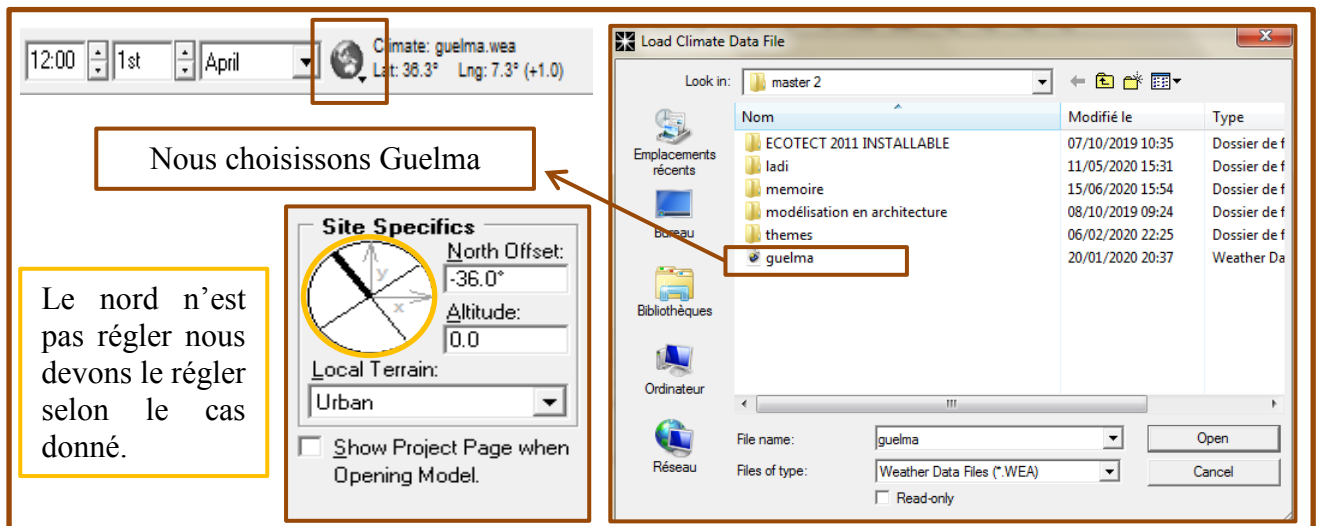 12:00 1st April
Climate: guelma.wea
Lat: 36.3° Lng: 7.3° (+1.0)
Nous choisissons Guelma
Le nord n’est
pas régler nous
devons le régler
selon le cas
donné.
Site Specifics
North Offset:
-36.0°
y
x
Altitude:
0.0
Local Terrain:
Urban
Show Project Page when
Opening Model.
Load Climate Data File
Look in: master 2
Nom Modifié le Type
ECOTECT 2011 INSTALLABLE 07/10/2019 10:35 Dossier de f
ladi 11/05/2020 15:31 Dossier de f
memoire 15/06/2020 15:54 Dossier de f
modélisation en architecture 08/10/2019 09:24 Dossier de f
themes 06/02/2020 22:25 Dossier de f
guelma 20/01/2020 20:37 Weather Da
Emplacements
récents
Bureau
Bibliothèques
Ordinateur
Réseau
File name: guelma Open
Files of type: Weather Data Files (*.WEA) Cancel
Read-only